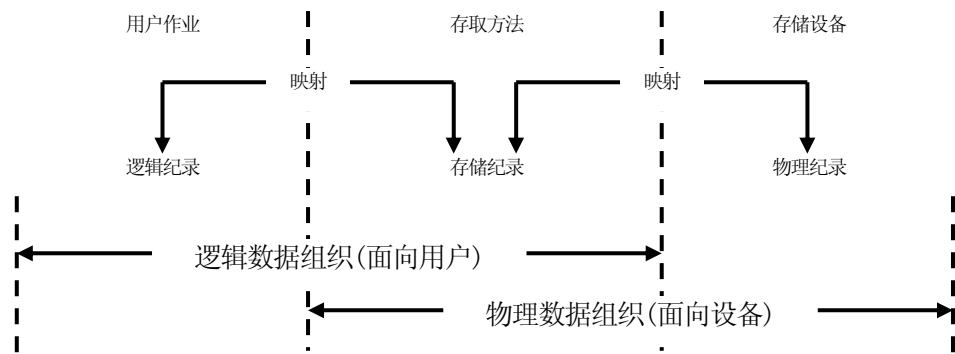 用户作业 存取方法 存储设备
映射 映射
逻辑纪录 存储纪录 物理纪录
逻辑数据组织(面向用户)
物理数据组织(面向设备)